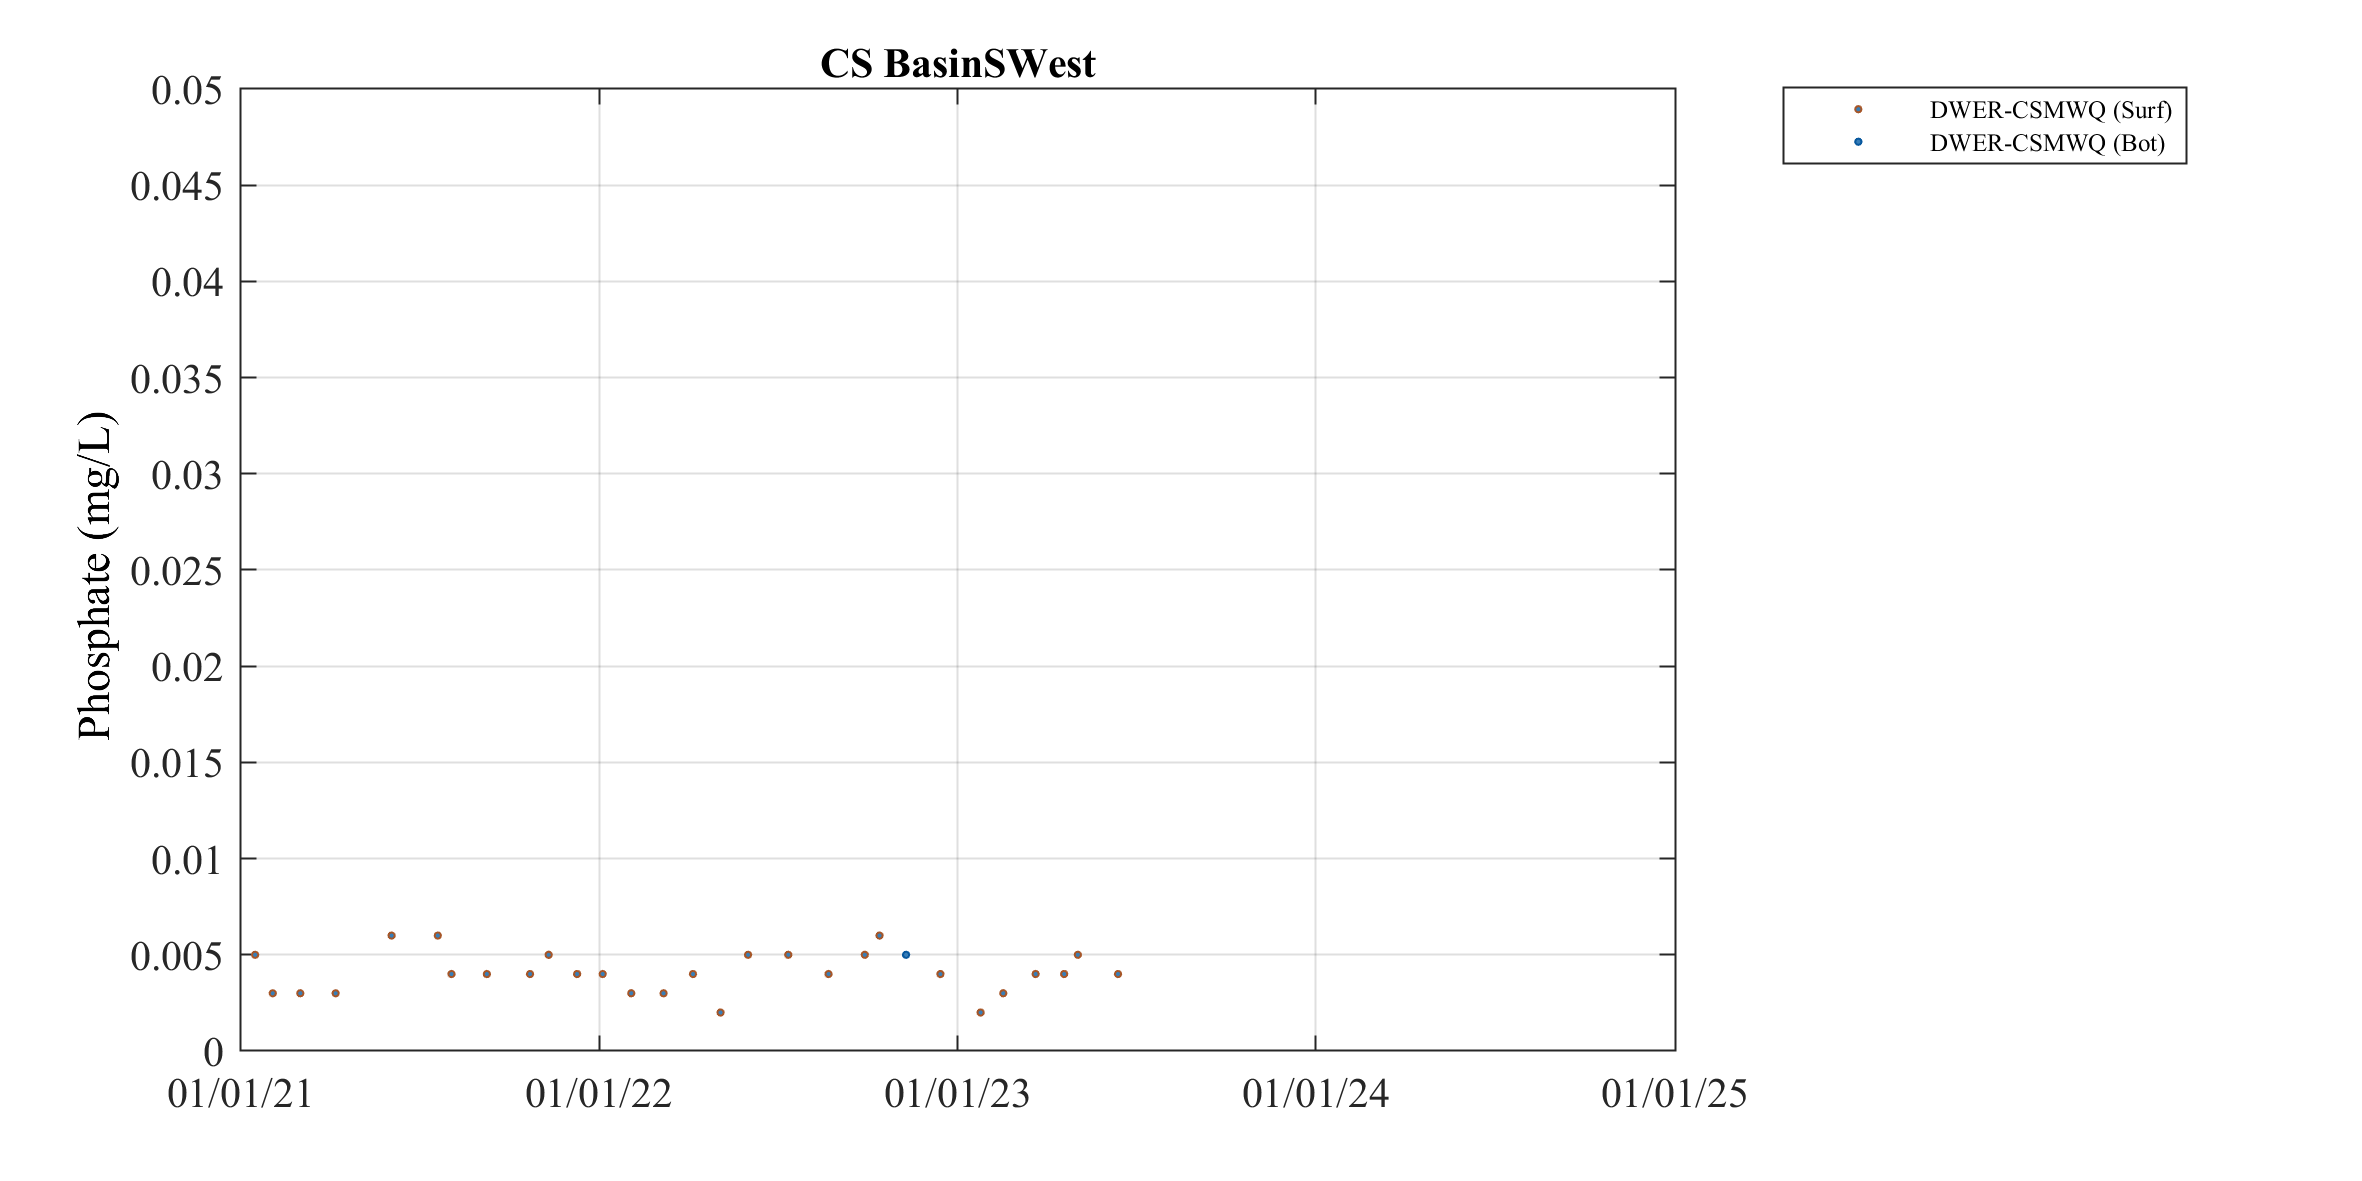 CS BasinSWest
0.05
0.045
0.04
0.035
0.03
0.025
0.02
0.015
0.01
0.005
0
Phosphate (mg/L)
01/01/21 01/01/22 01/01/23 01/01/24 01/01/25
DWER-CSMWQ (Surf)
DWER-CSMWQ (Bot)